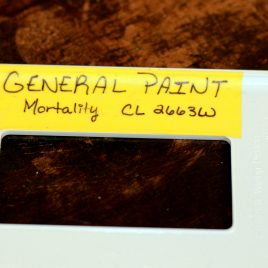 GENERAL PAINT
Mortality CL 2663W